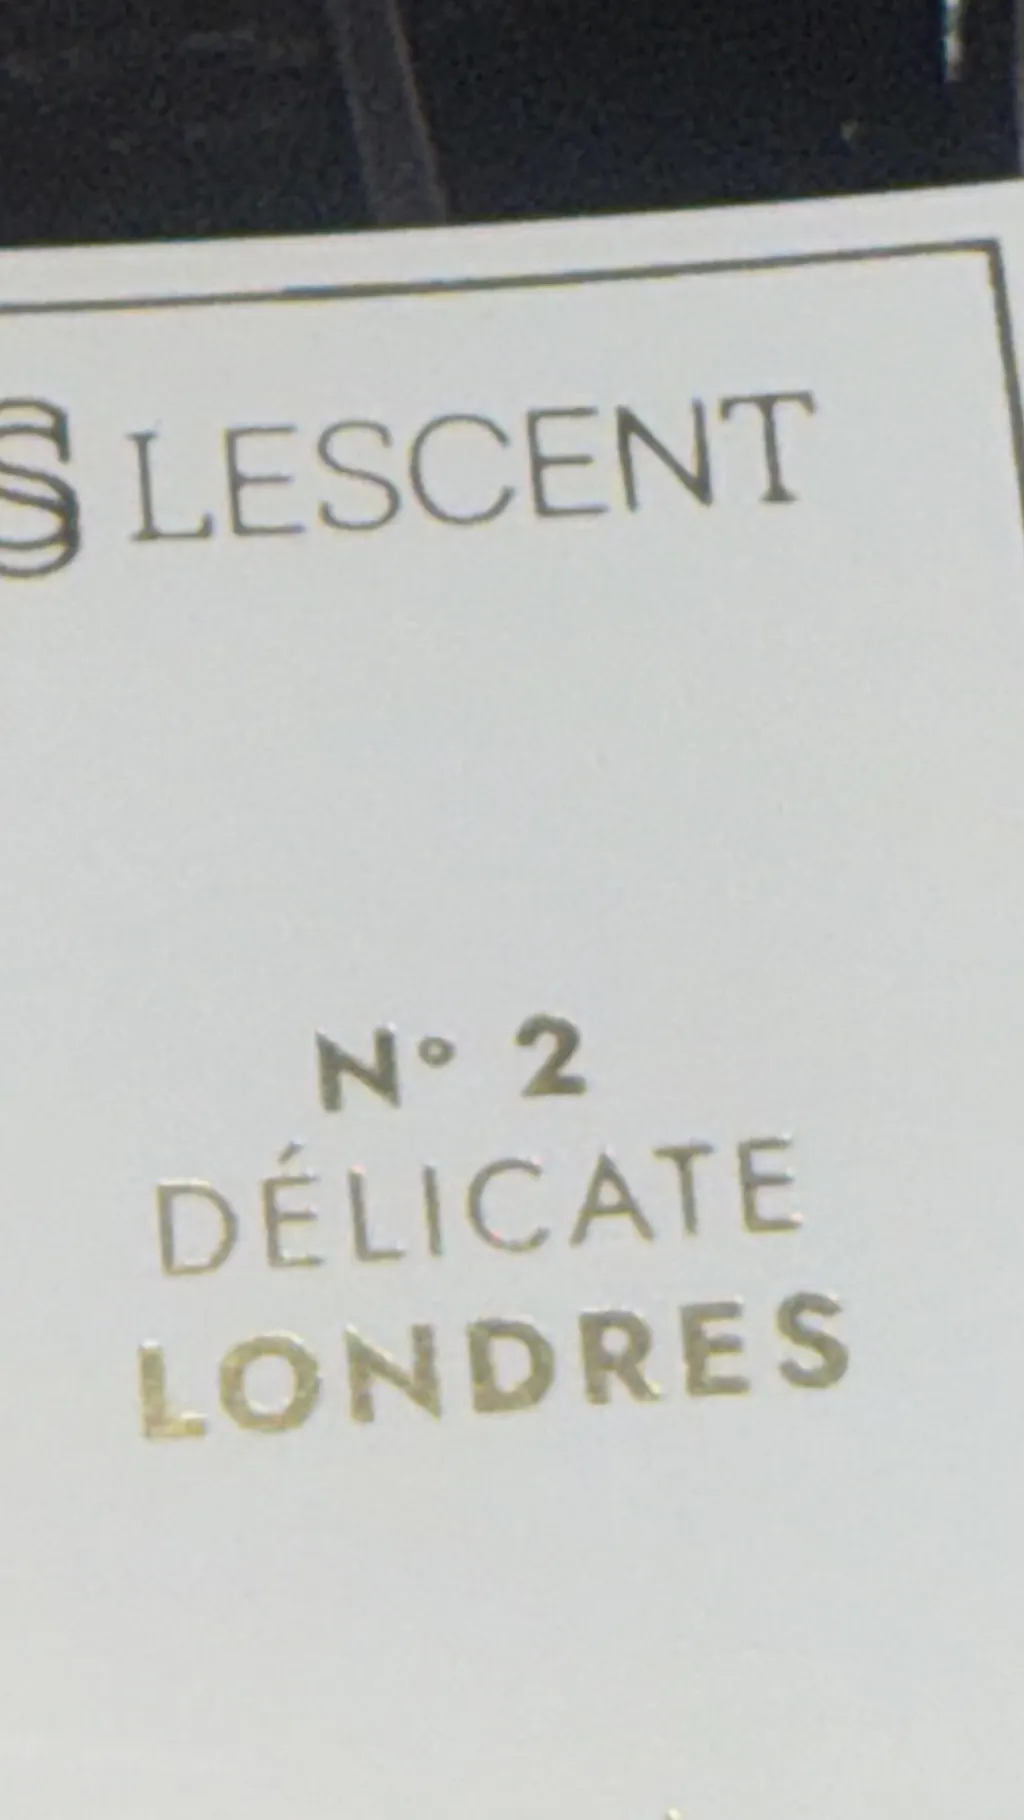 LESCENT
N° 2
DÉLICATE
LONDRES